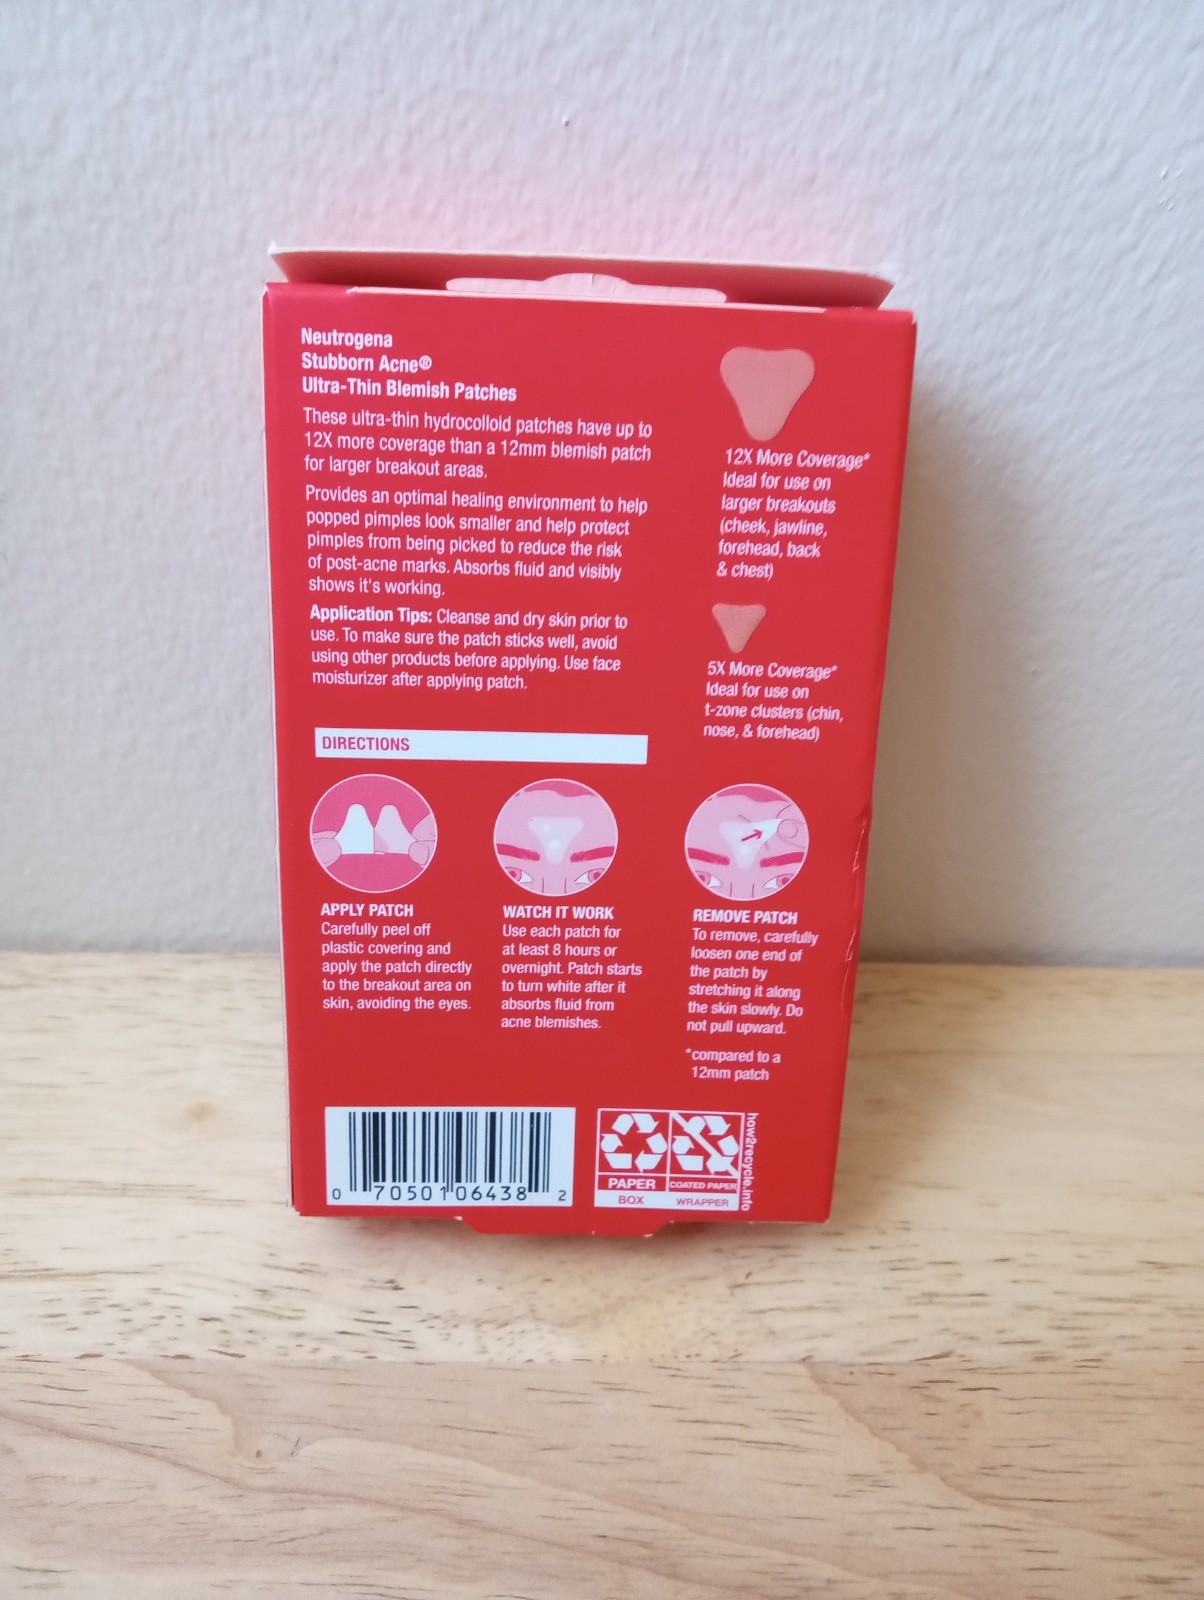 Neutrogena
Stubborn Acne®
Ultra-Thin Blemish Patches
These ultra-thin hydrocolloid patches have up to
12X more coverage than a 12mm blemish patch
for larger breakout areas.
Provides an optimal healing environment to help
popped pimples look smaller and help protect
pimples from being picked to reduce the risk
of post-acne marks. Absorbs fluid and visibly
shows it's working.
Application Tips: Cleanse and dry skin prior to
use. To make sure the patch sticks well, avoid
using other products before applying. Use face
moisturizer after applying patch.
12X More Coverage*
Ideal for use on
larger breakouts
(cheek, jawline,
forehead, back
& chest)
5X More Coverage*
Ideal for use on
t-zone clusters (chin,
nose, & forehead)
DIRECTIONS
APPLY PATCH
Carefully peel off
plastic covering and
apply the patch directly
to the breakout area on
skin, avoiding the eyes.
WATCH IT WORK
Use each patch for
at least 8 hours or
overnight. Patch starts
to turn white after it
absorbs fluid from
acne blemishes.
REMOVE PATCH
To remove, carefully
loosen one end of
the patch by
stretching it along
the skin slowly. Do
not pull upward.
*compared to a
12mm patch
0 70501 06438 2
PAPER
BOX
COATED PAPER
WRAPPER
how2recycle.info